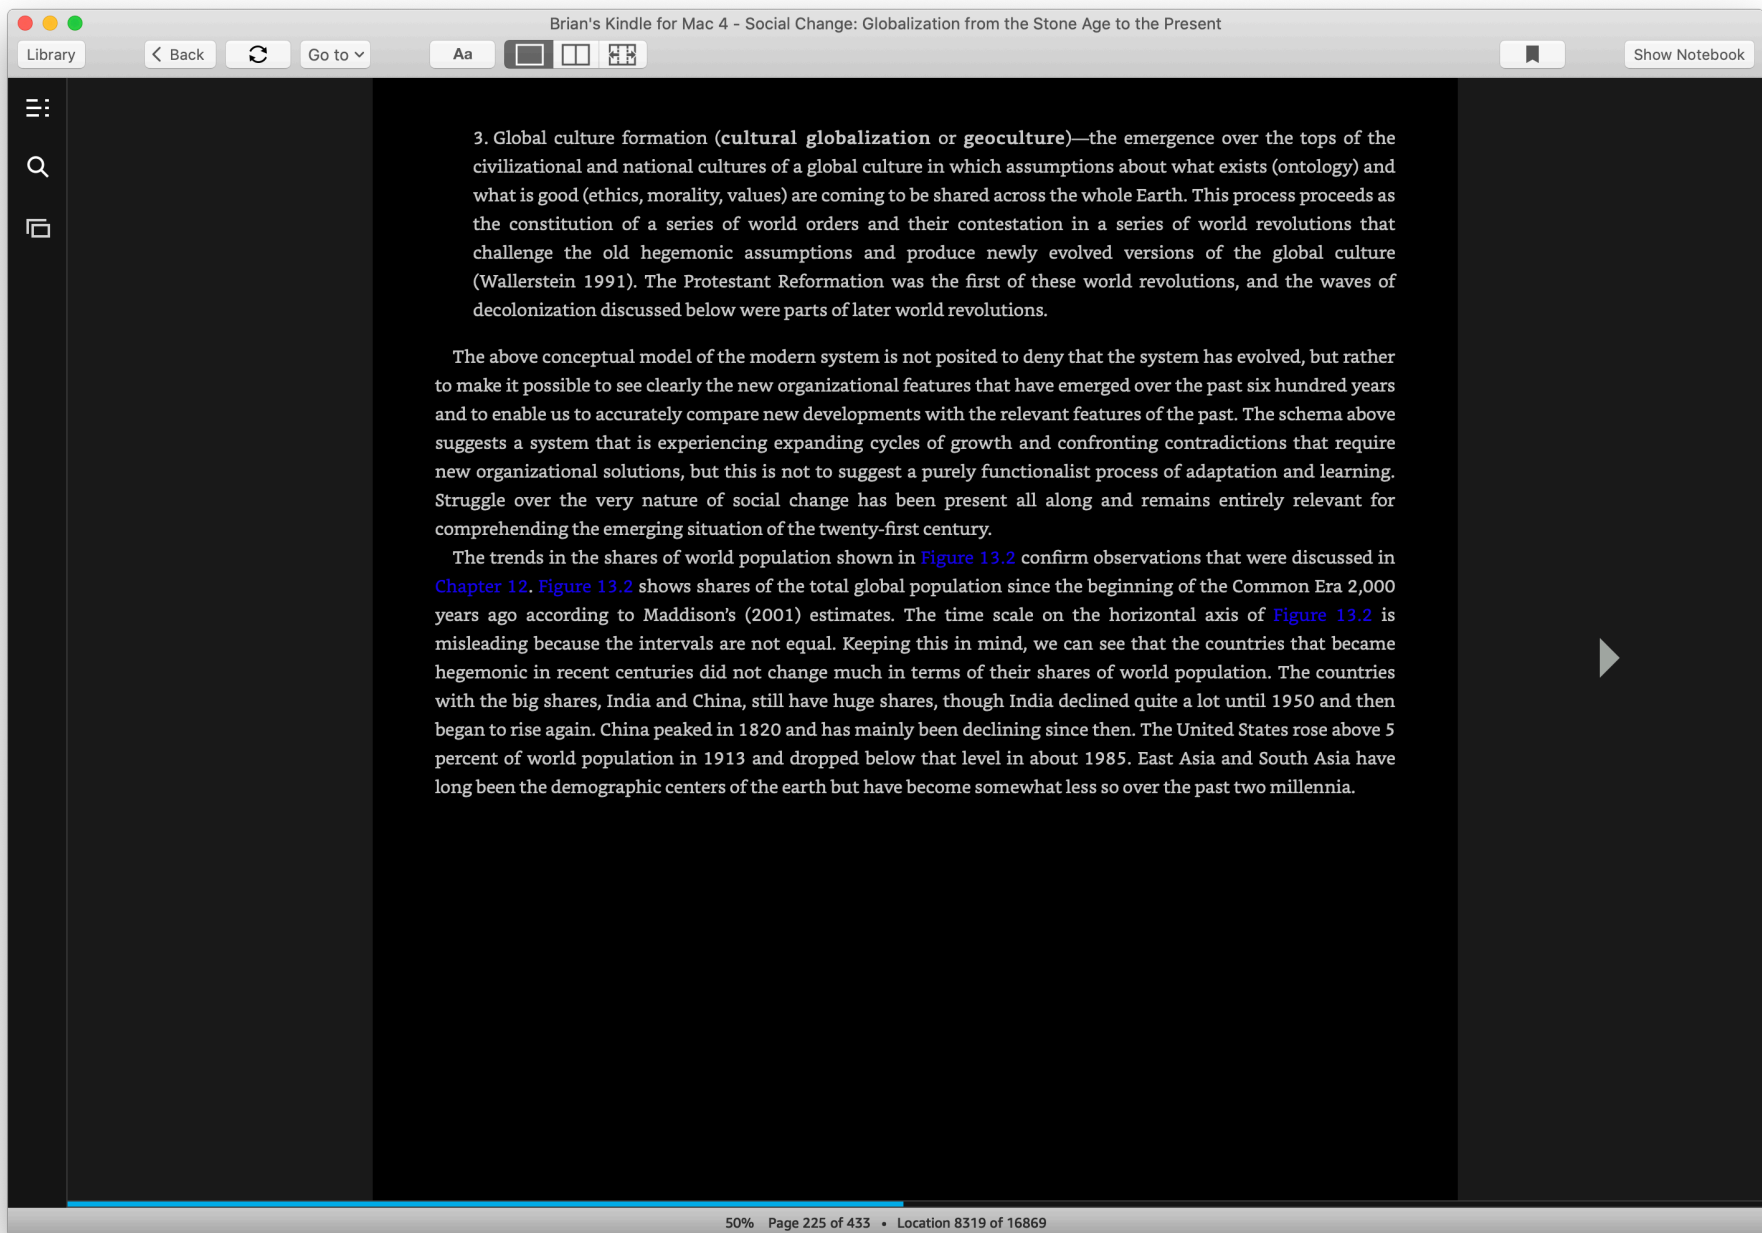 Brian's Kindle for Mac 4 - Social Change: Globalization from the Stone Age to the Present
Library
Back
Go to
Aa
Show Notebook
3. Global culture formation (cultural globalization or geoculture)—the emergence over the tops of the
civilizational and national cultures of a global culture in which assumptions about what exists (ontology) and
what is good (ethics, morality, values) are coming to be shared across the whole Earth. This process proceeds as
the constitution of a series of world orders and their contestation in a series of world revolutions that
challenge the old hegemonic assumptions and produce newly evolved versions of the global culture
(Wallerstein 1991). The Protestant Reformation was the first of these world revolutions, and the waves of
decolonization discussed below were parts of later world revolutions.
The above conceptual model of the modern system is not posited to deny that the system has evolved, but rather
to make it possible to see clearly the new organizational features that have emerged over the past six hundred years
and to enable us to accurately compare new developments with the relevant features of the past. The schema above
suggests a system that is experiencing expanding cycles of growth and confronting contradictions that require
new organizational solutions, but this is not to suggest a purely functionalist process of adaptation and learning.
Struggle over the very nature of social change has been present all along and remains entirely relevant for
comprehending the emerging situation of the twenty-first century.
The trends in the shares of world population shown in Figure 13.2 confirm observations that were discussed in
Chapter 12. Figure 13.2 shows shares of the total global population since the beginning of the Common Era 2,000
years ago according to Maddison's (2001) estimates. The time scale on the horizontal axis of Figure 13.2 is
misleading because the intervals are not equal. Keeping this in mind, we can see that the countries that became
hegemonic in recent centuries did not change much in terms of their shares of world population. The countries
with the big shares, India and China, still have huge shares, though India declined quite a lot until 1950 and then
began to rise again. China peaked in 1820 and has mainly been declining since then. The United States rose above 5
percent of world population in 1913 and dropped below that level in about 1985. East Asia and South Asia have
long been the demographic centers of the earth but have become somewhat less so over the past two millennia.
50% Page 225 of 433 • Location 8319 of 16869